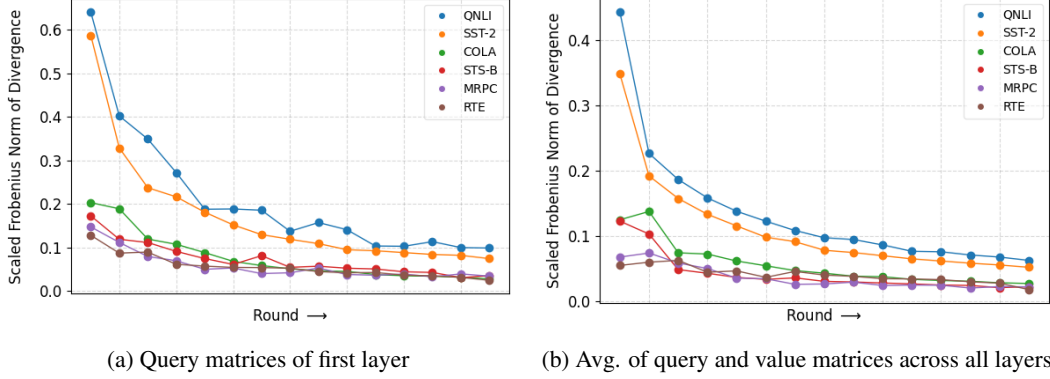 Scaled Frobenius Norm of Divergence
0.6
0.5
0.4
0.3
0.2
0.1
0.0
QNLI
SST-2
COLA
STS-B
MRPC
RTE
Round ⟶
(a) Query matrices of first layer
Scaled Frobenius Norm of Divergence
0.4
0.3
0.2
0.1
0.0
QNLI
SST-2
COLA
STS-B
MRPC
RTE
Round ⟶
(b) Avg. of query and value matrices across all layers